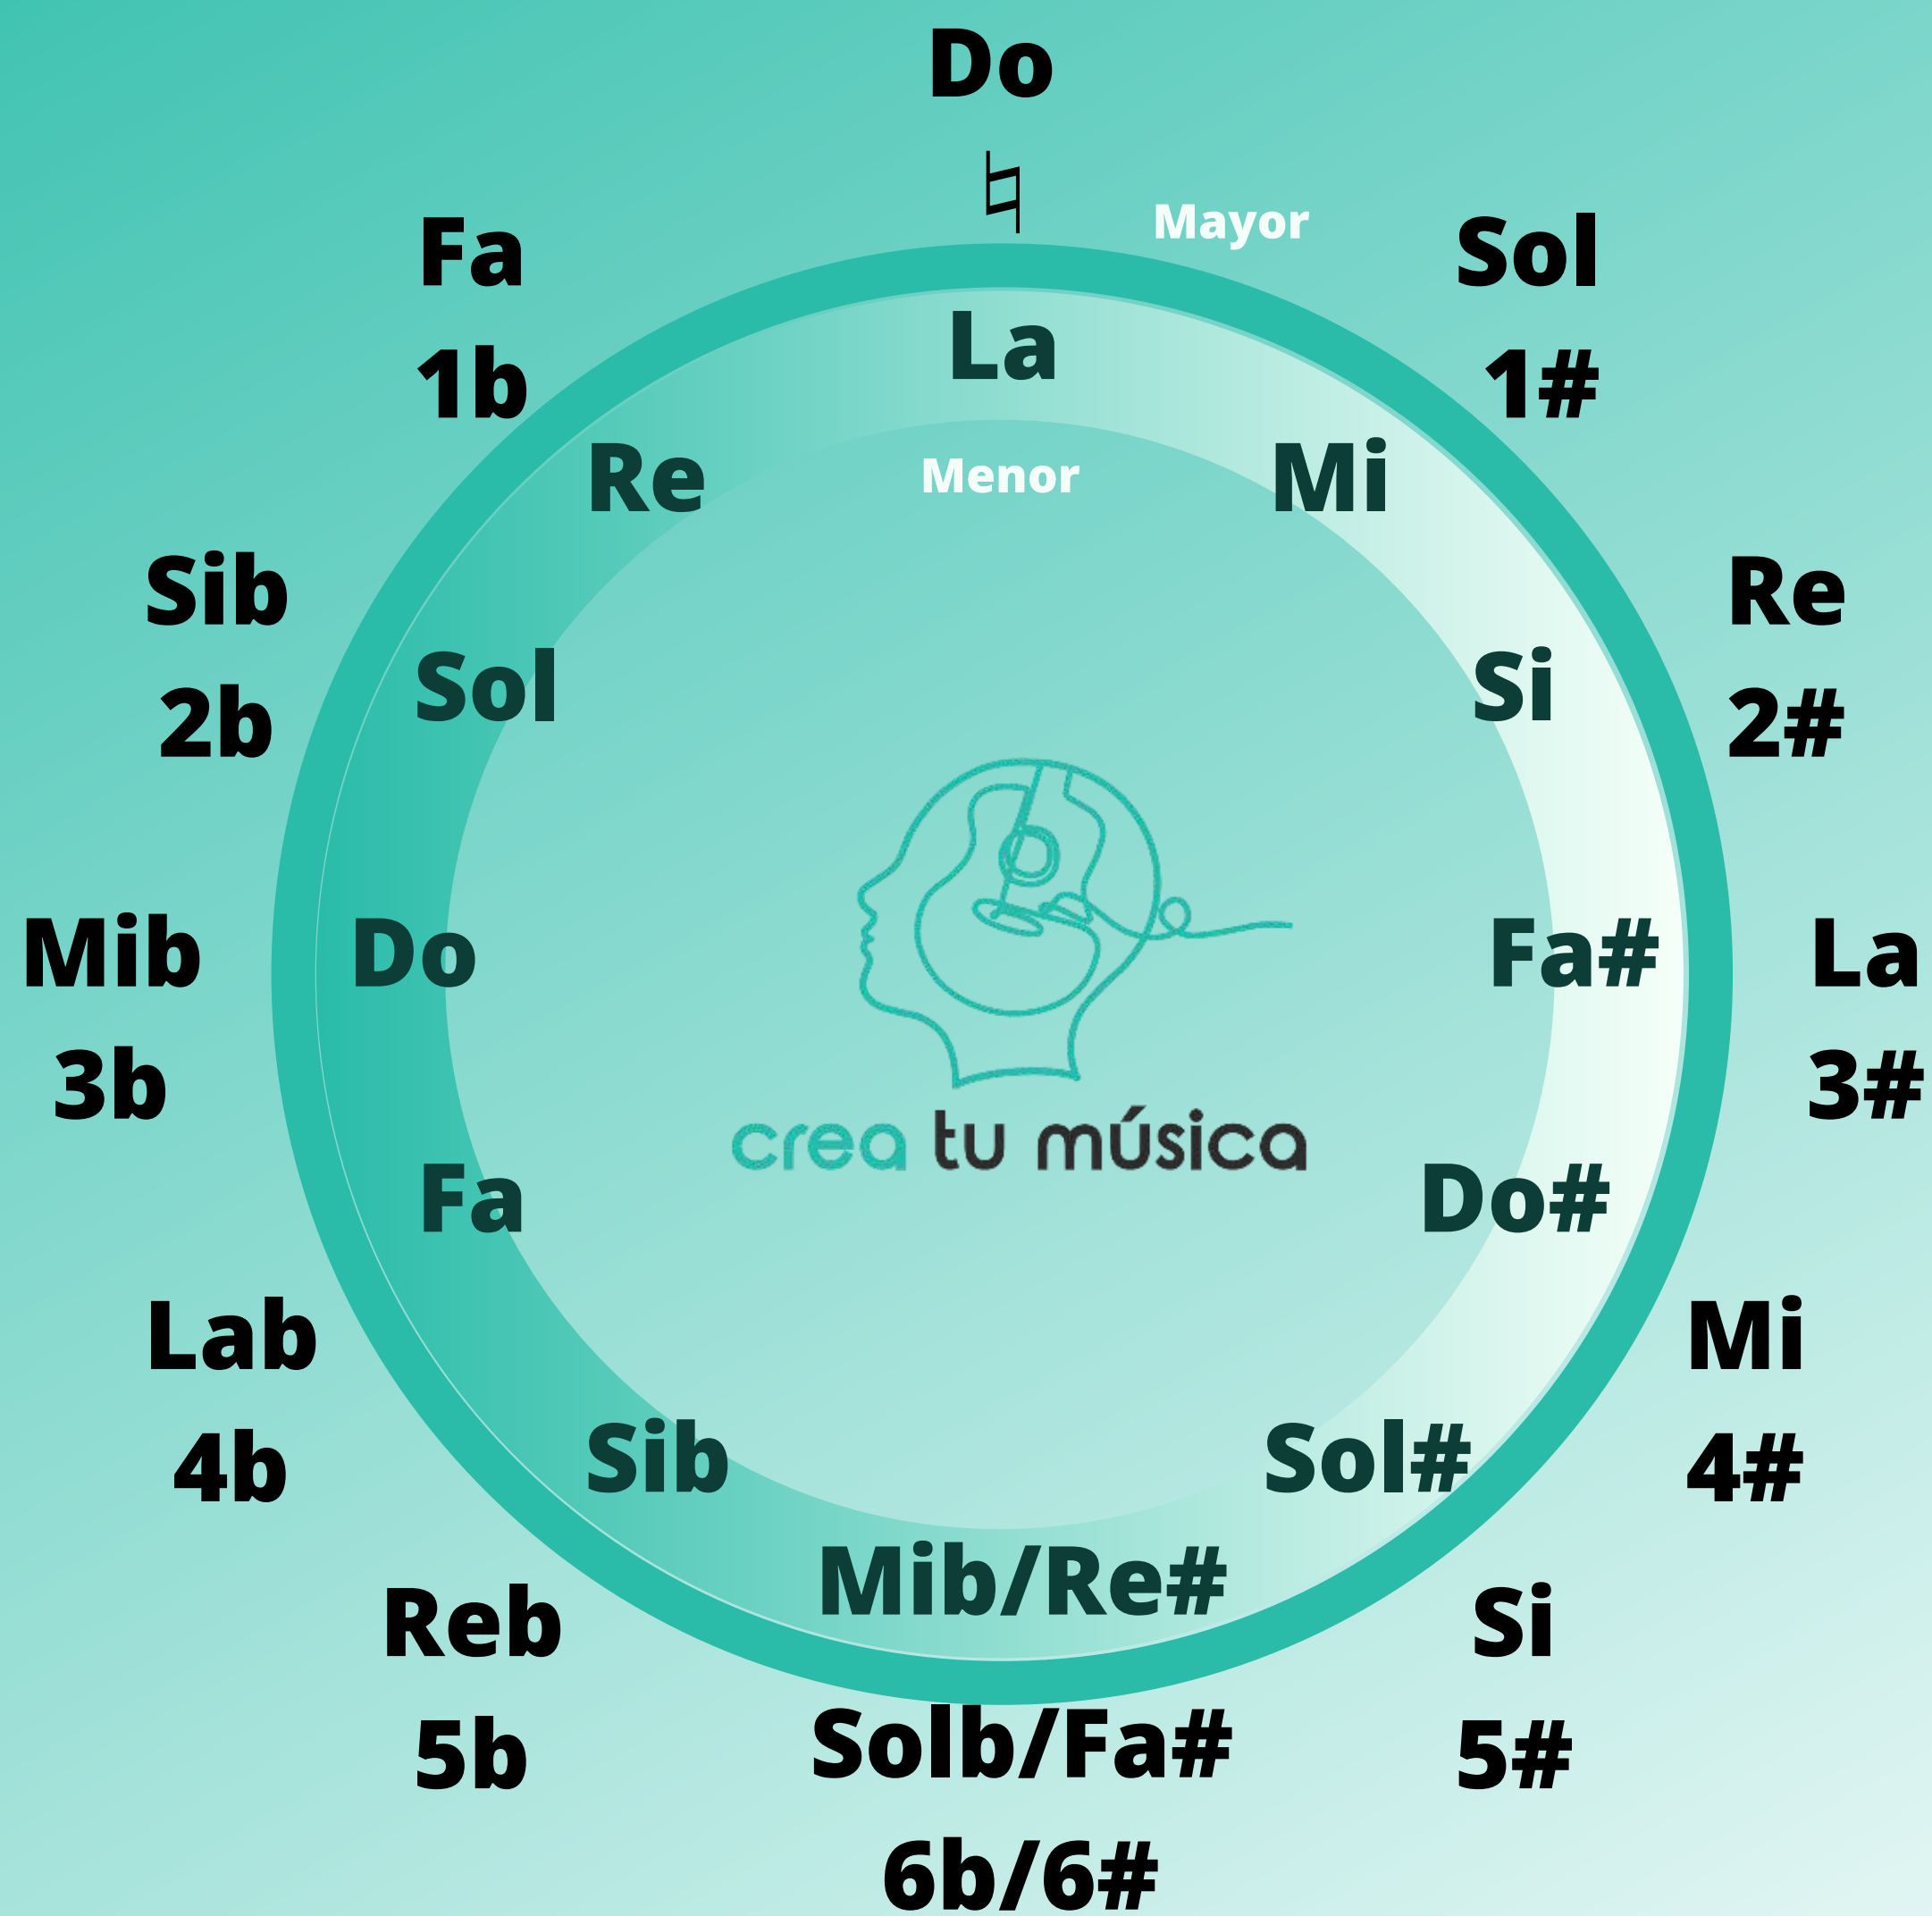 Do
♮
Mayor
Fa
1b
Sol
1#
La
Menor
Re
Mi
Sib
2b
Re
2#
Sol
Si
Mib
3b
Do
Fa#
La
3#
crea tu música
Fa
Do#
Lab
4b
Mi
4#
Sib
Sol#
Mib/Re#
Reb
5b
Si
5#
Solb/Fa#
6b/6#